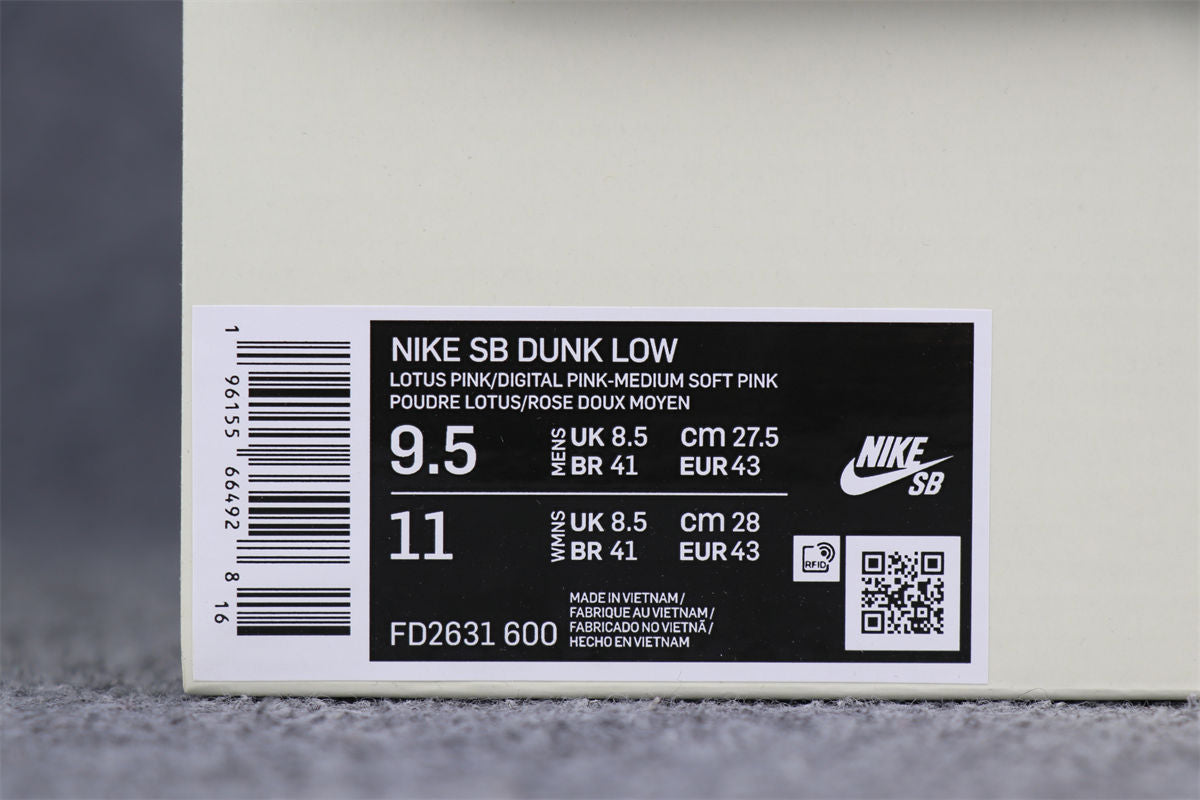 1 96155 66492 8 16
NIKE SB DUNK LOW
LOTUS PINK/DIGITAL PINK-MEDIUM SOFT PINK
POUDRE LOTUS/ROSE DOUX MOYEN
9.5 MENS UK 8.5 cm 27.5
BR 41 EUR 43
11 WMNS UK 8.5 cm 28
BR 41 EUR 43
FD2631 600
MADE IN VIETNAM /
FABRIQUE AU VIETNAM /
FABRICADO NO VIETNÃ /
HECHO EN VIETNAM
NIKE
SB
RFID